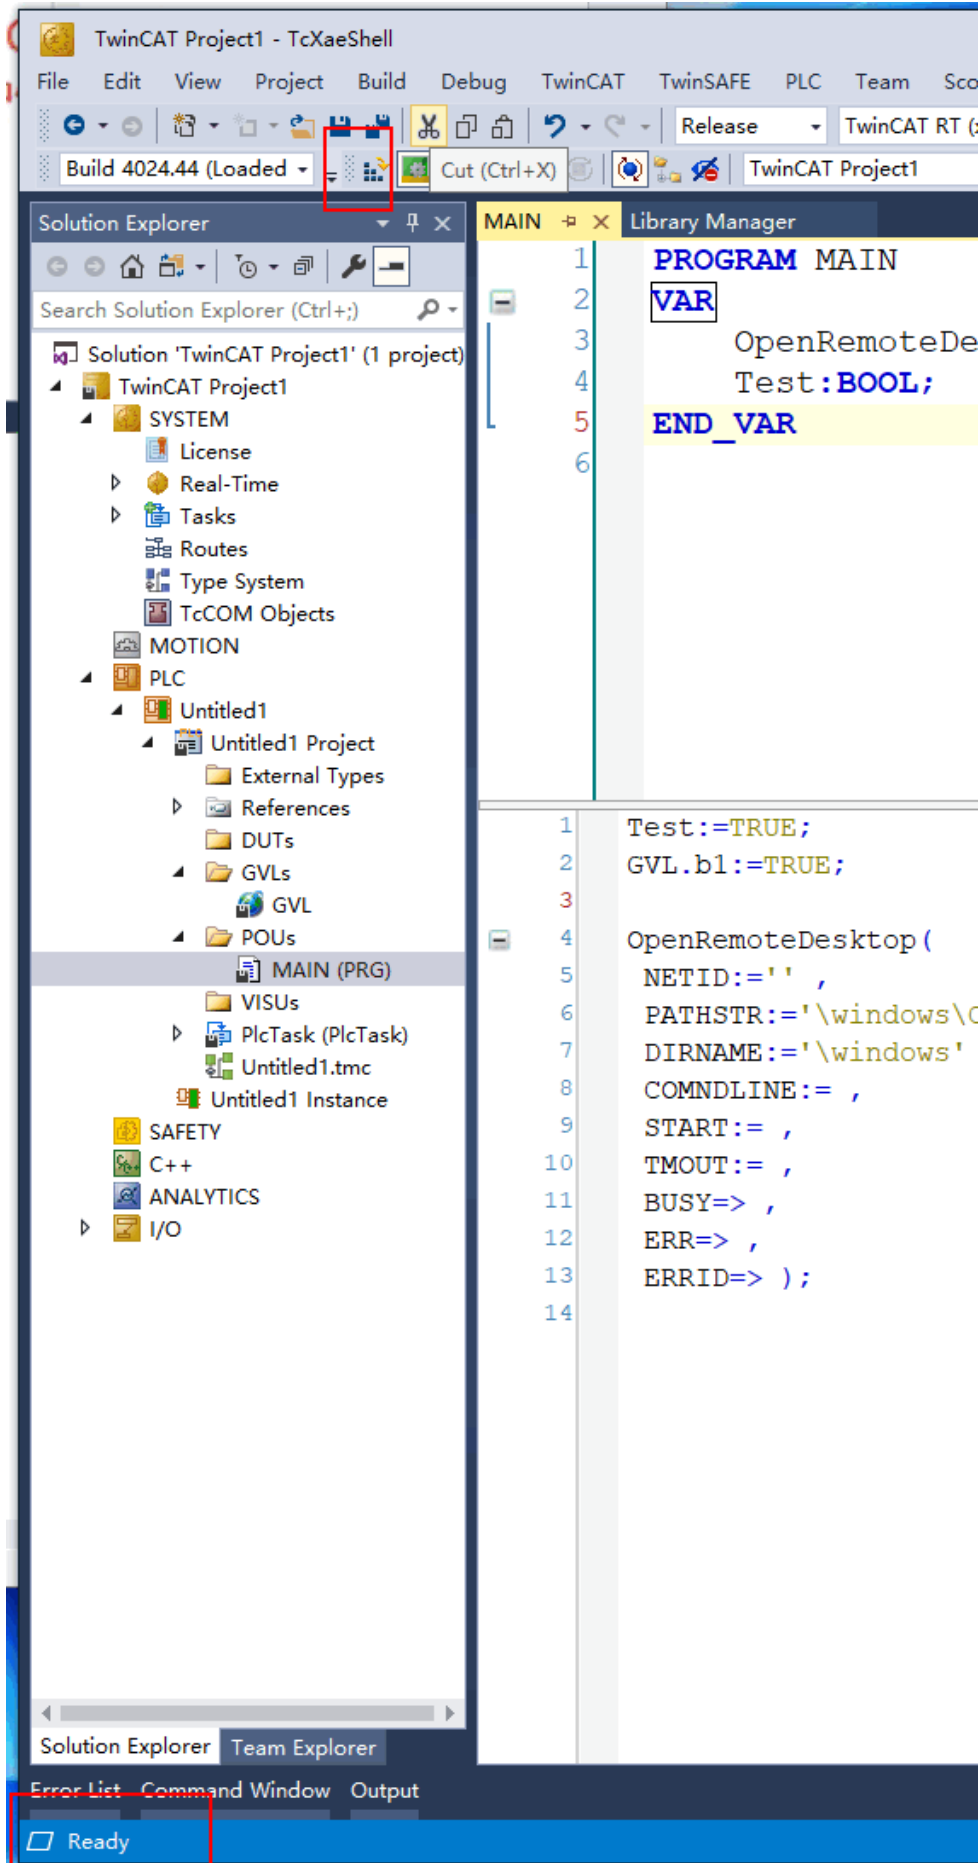 TwinCAT Project1 - TcXaeShell
File Edit View Project Build Debug TwinCAT TwinSAFE PLC Team Sco
Release TwinCAT RT (
Build 4024.44 (Loaded Cut (Ctrl+X) TwinCAT Project1
Solution Explorer
Search Solution Explorer (Ctrl+;)
Solution 'TwinCAT Project1' (1 project)
TwinCAT Project1
SYSTEM
License
Real-Time
Tasks
Routes
Type System
TcCOM Objects
MOTION
PLC
Untitled1
Untitled1 Project
External Types
References
DUTs
GVLs
GVL
POUs
MAIN (PRG)
VISUs
PlcTask (PlcTask)
Untitled1.tmc
Untitled1 Instance
SAFETY
C++
ANALYTICS
I/O
Solution Explorer Team Explorer
MAIN Library Manager
1 PROGRAM MAIN
2 VAR
3 OpenRemoteDe
4 Test:BOOL;
5 END_VAR
6
1 Test:=TRUE;
2 GVL.b1:=TRUE;
3
4 OpenRemoteDesktop(
5 NETID:='' ,
6 PATHSTR:='\windows\
7 DIRNAME:='\windows'
8 COMNDLINE:= ,
9 START:= ,
10 TMOUT:= ,
11 BUSY=> ,
12 ERR=> ,
13 ERRID=> );
14
Error List Command Window Output
Ready